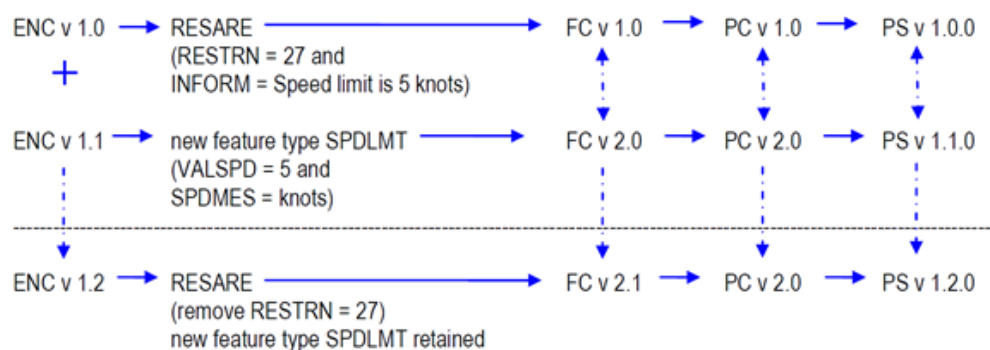 ENC v 1.0 RESARE FC v 1.0 PC v 1.0 PS v 1.0.0
(RESTRN = 27 and
+ INFORM = Speed limit is 5 knots)
ENC v 1.1 new feature type SPDLMT FC v 2.0 PC v 2.0 PS v 1.1.0
(VALSPD = 5 and
SPDMES = knots)
ENC v 1.2 RESARE FC v 2.1 PC v 2.0 PS v 1.2.0
(remove RESTRN = 27)
new feature type SPDLMT retained